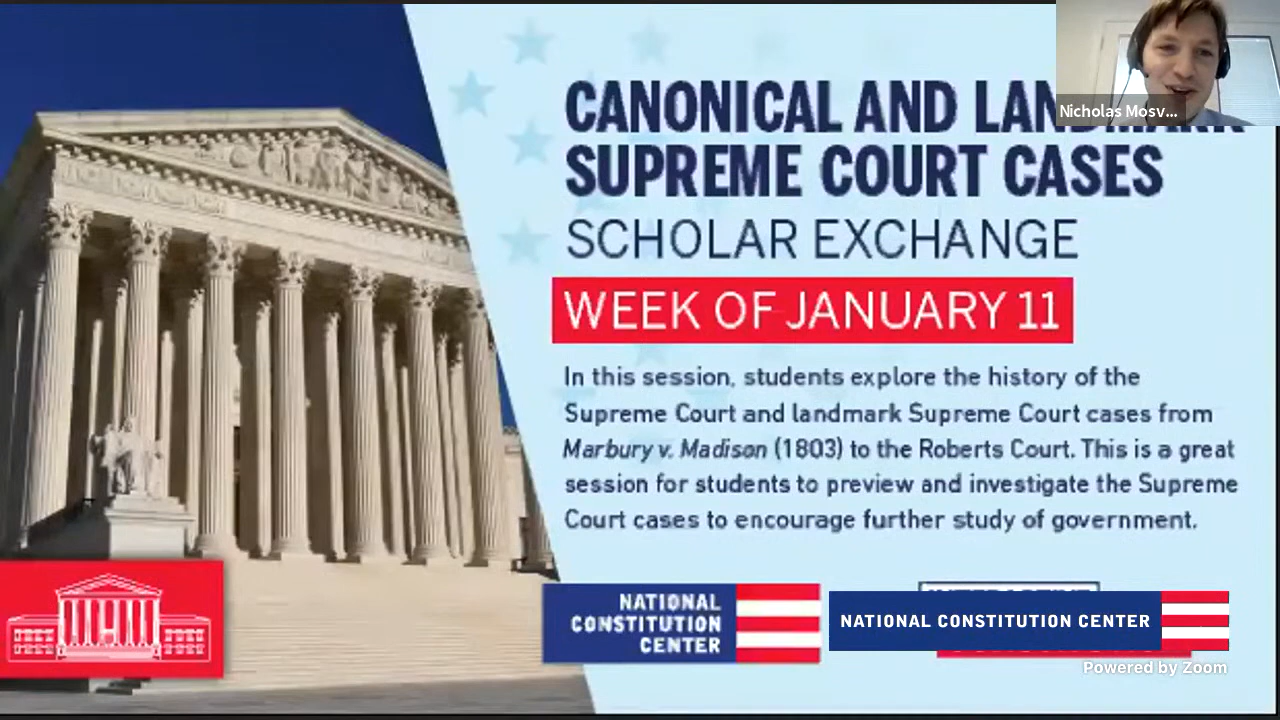 CANONICAL AND LANDMARK
SUPREME COURT CASES
SCHOLAR EXCHANGE
WEEK OF JANUARY 11
In this session, students explore the history of the
Supreme Court and landmark Supreme Court cases from
Marbury v. Madison (1803) to the Roberts Court. This is a great
session for students to preview and investigate the Supreme
Court cases to encourage further study of government.
NATIONAL
CONSTITUTION
CENTER
NATIONAL CONSTITUTION CENTER
Powered by Zoom
Nicholas Mosv...